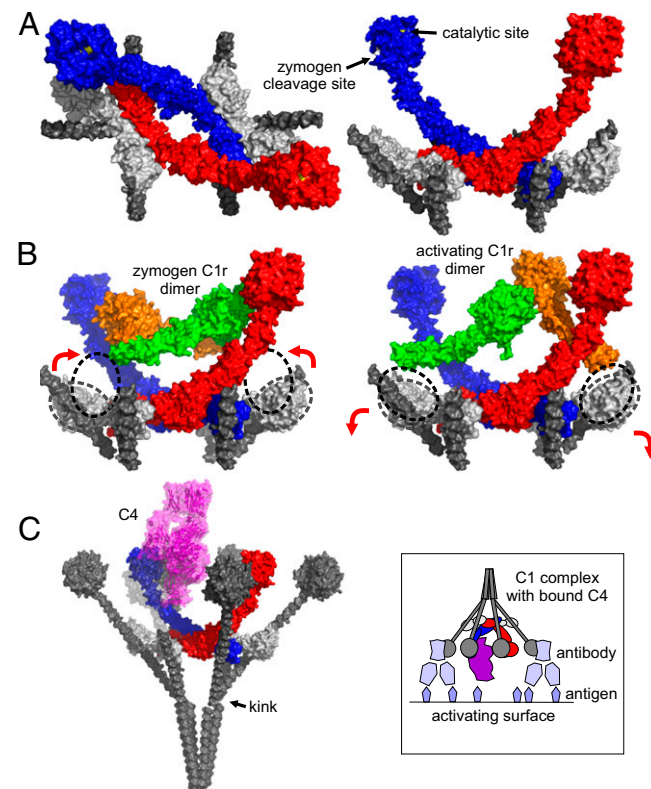 A
catalytic site
zymogen
cleavage site
B
zymogen C1r
dimer
activating C1r
dimer
C
C4
kink
C1 complex
with bound C4
antibody
antigen
activating surface